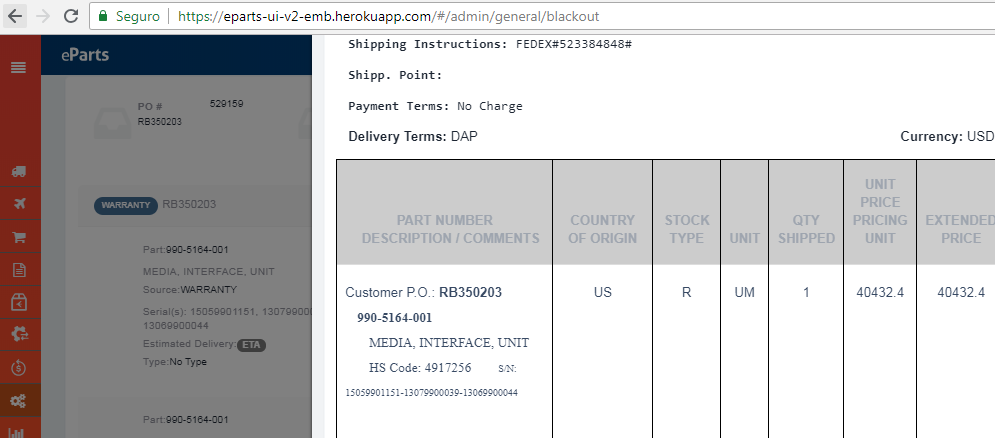 Seguro https://eparts-ui-v2-emb.herokuapp.com/#/admin/general/blackout
eParts
PO # 529159
RB350203
WARRANTY RB350203
Part:990-5164-001
MEDIA, INTERFACE, UNIT
Source:WARRANTY
Serial(s): 15059901151, 13079900
13069900044
Estimated Delivery: ETA
Type:No Type
Part:990-5164-001
Shipping Instructions: FEDEX#523384848#
Shipp. Point:
Payment Terms: No Charge
Delivery Terms: DAP Currency: USD
PART NUMBER
DESCRIPTION / COMMENTS
COUNTRY
OF ORIGIN
STOCK
TYPE
UNIT
QTY
SHIPPED
UNIT
PRICE
PRICING
UNIT
EXTENDED
PRICE
Customer P.O.: RB350203 US R UM 1 40432.4 40432.4
990-5164-001
MEDIA, INTERFACE, UNIT
HS Code: 4917256 S/N:
15059901151-13079900039-13069900044